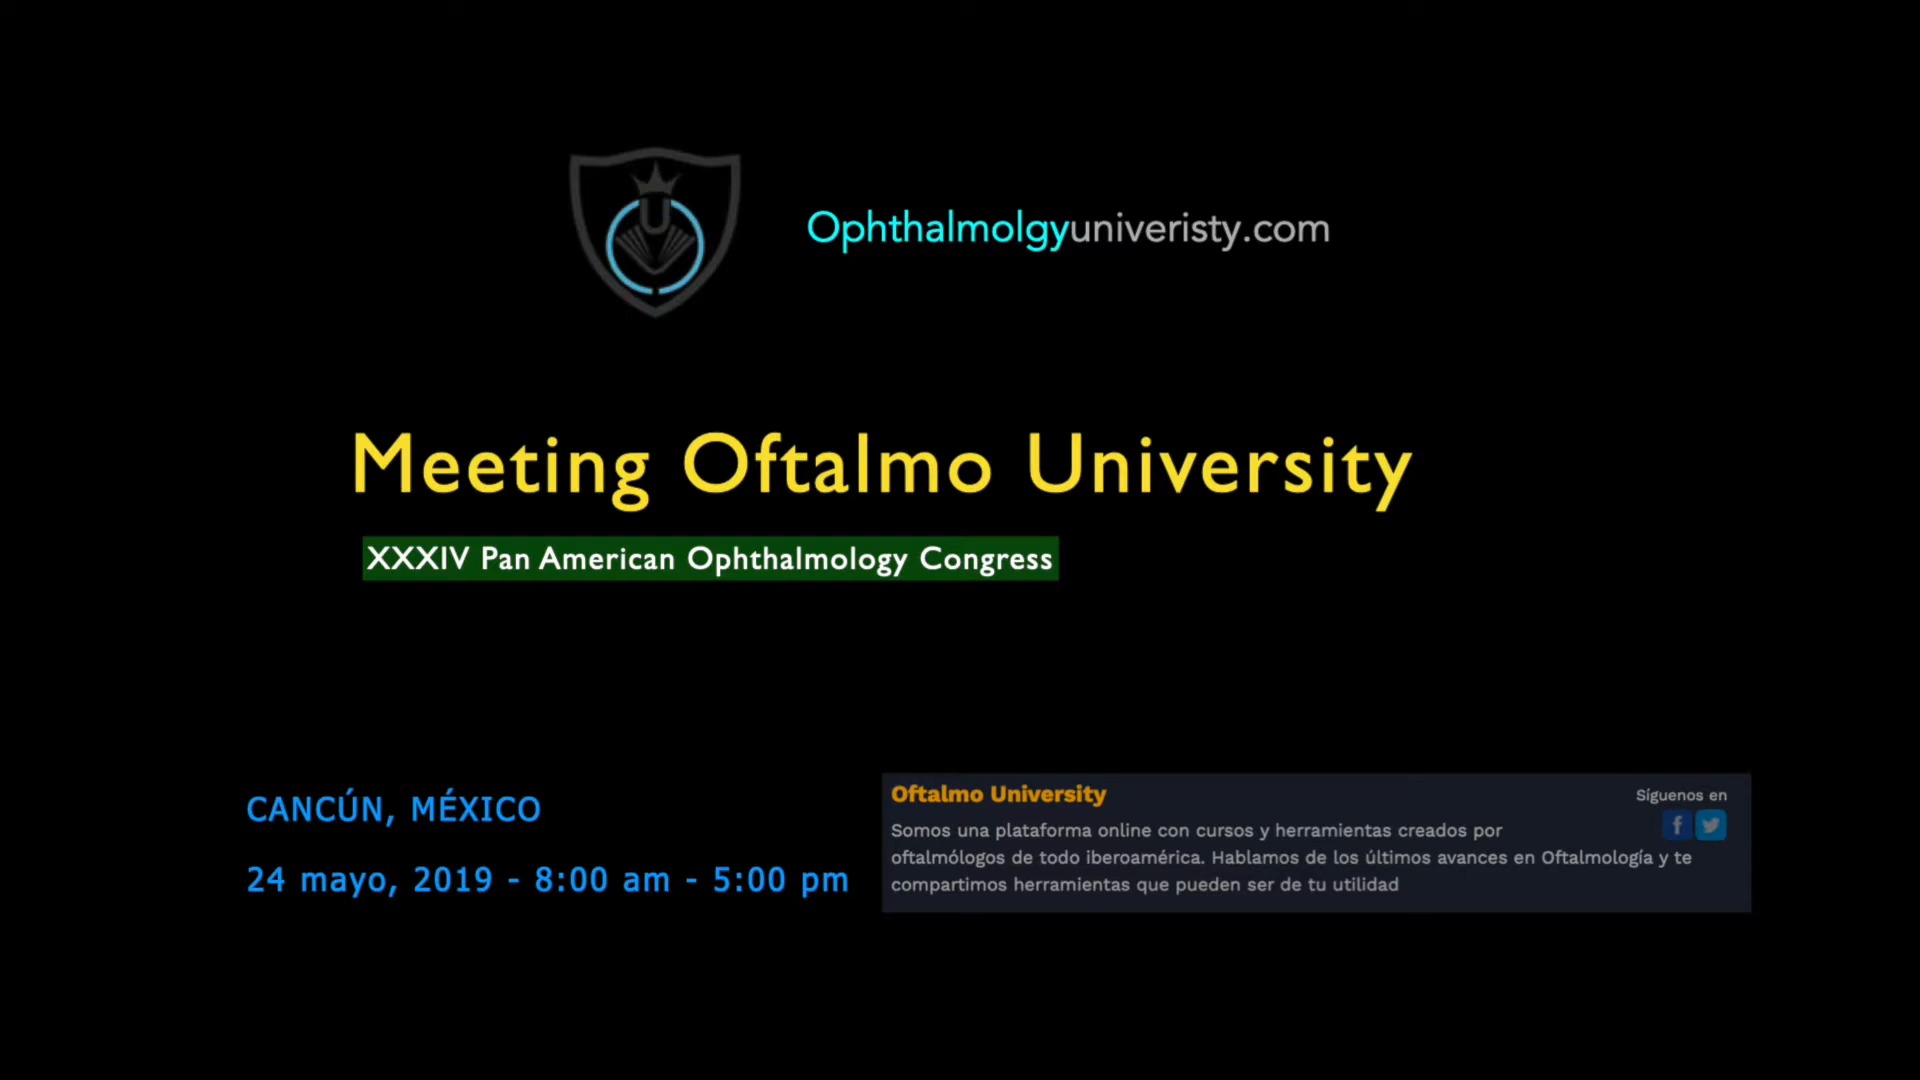 U
Ophthalmolgyuniveristy.com
Meeting Oftalmo University
XXXIV Pan American Ophthalmology Congress
CANCÚN, MÉXICO
24 mayo, 2019 - 8:00 am - 5:00 pm
Oftalmo University
Síguenos en
Somos una plataforma online con cursos y herramientas creados por
oftalmólogos de todo iberoamérica. Hablamos de los últimos avances en Oftalmología y te
compartimos herramientas que pueden ser de tu utilidad